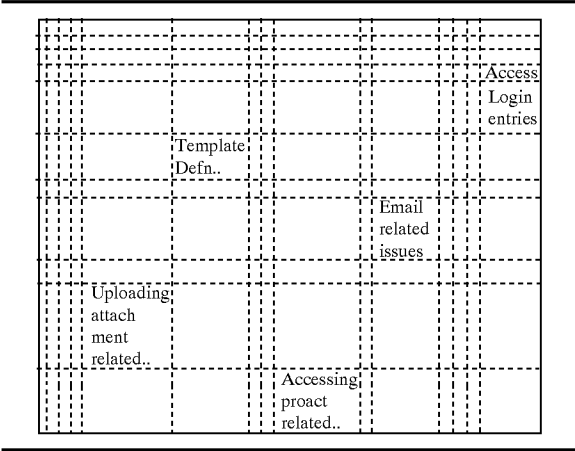 Access
Login
entries
Template
Defn..
Email
related
issues
Uploading
attach
ment
related..
Accessing
proact
related..